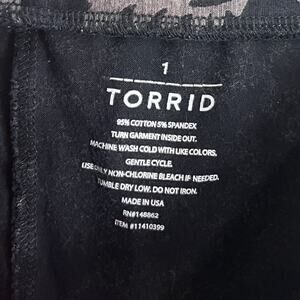 1
TORRID
95% COTTON 5% SPANDEX
TURN GARMENT INSIDE OUT.
MACHINE WASH COLD WITH LIKE COLORS,
GENTLE CYCLE.
USE ONLY NON-CHLORINE BLEACH IF NEEDED.
TUMBLE DRY LOW. DO NOT IRON.
MADE IN USA
RN#148862
ITEM #11410399